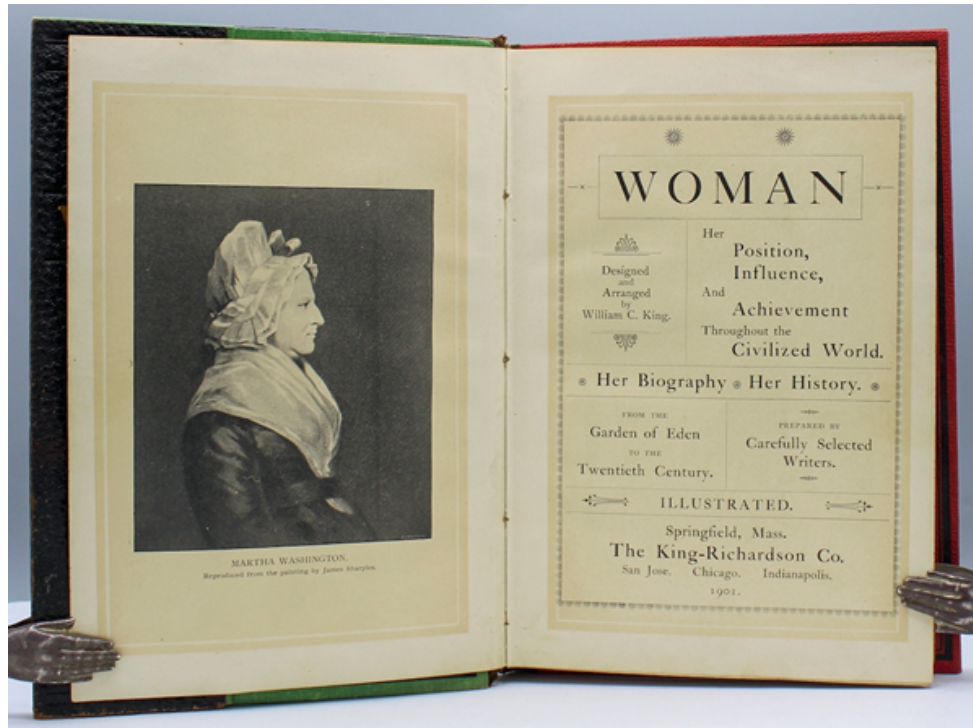 MARTHA WASHINGTON.
Reproduced from the painting by James Sharples.
WOMAN
Designed
and
Arranged
by
William C. King.
Her
Position,
Influence,
And
Achievement
Throughout the
Civilized World.
Her Biography Her History.
FROM THE
Garden of Eden
TO THE
Twentieth Century.
PREPARED BY
Carefully Selected
Writers.
ILLUSTRATED.
Springfield, Mass.
The King-Richardson Co.
San Jose. Chicago. Indianapolis.
1901.